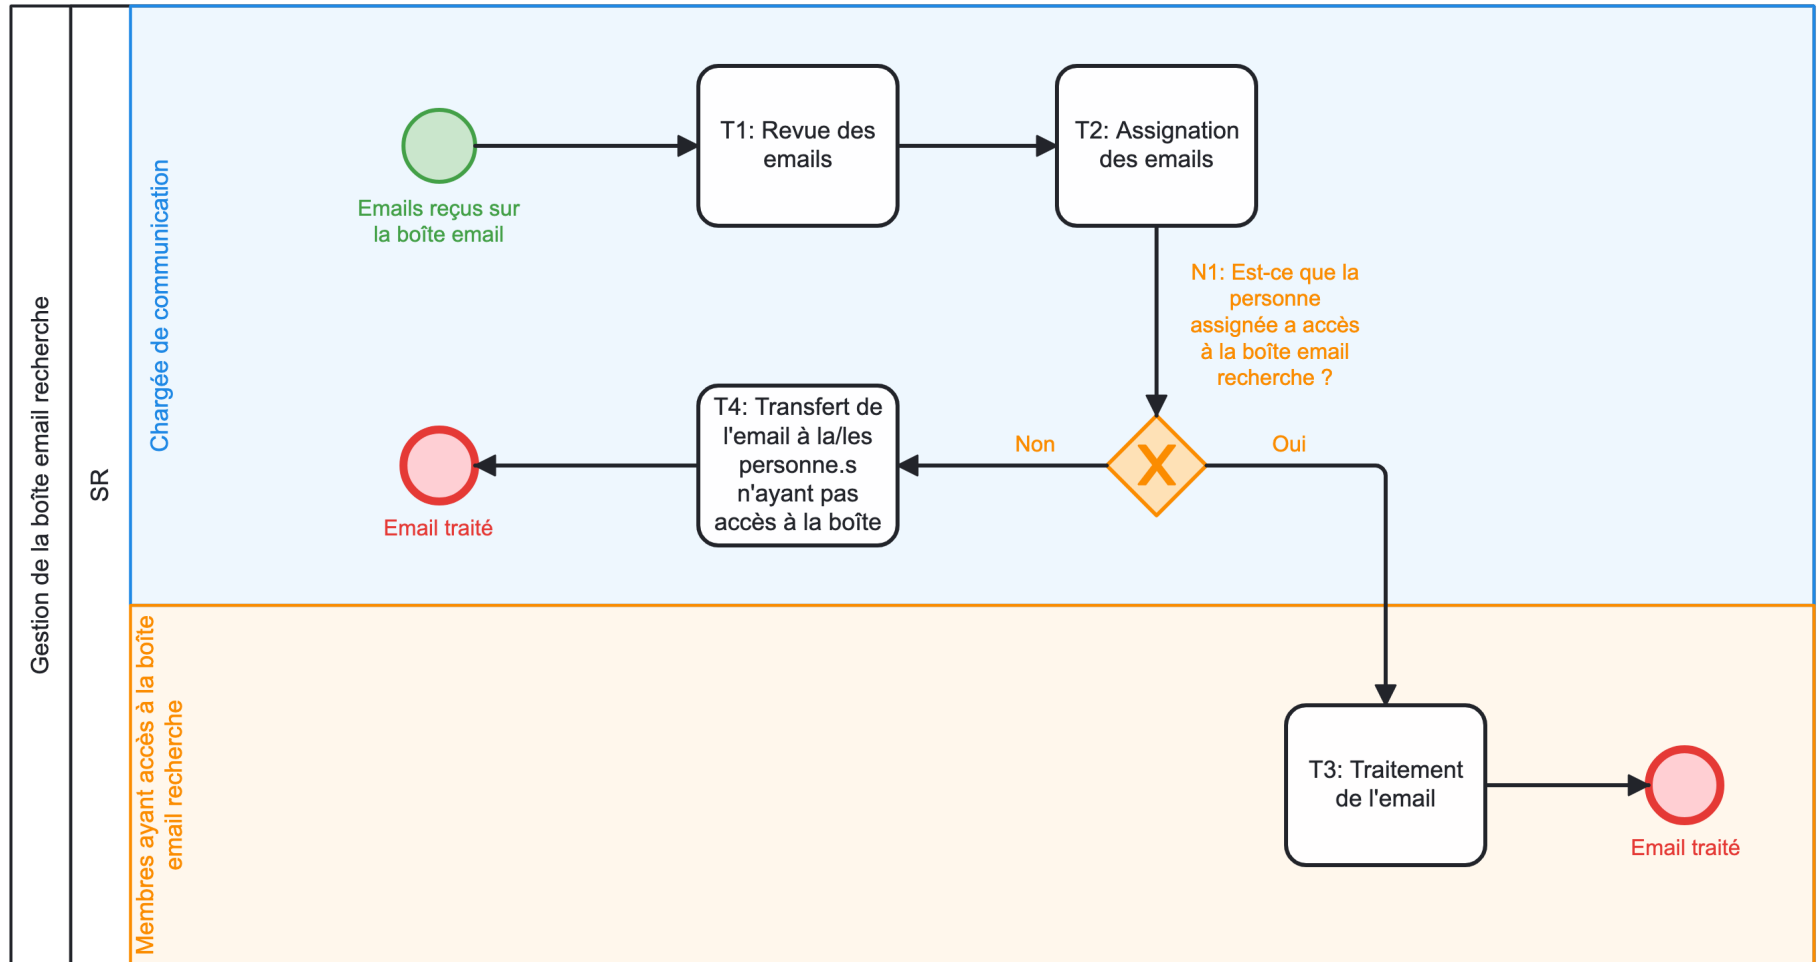 Gestion de la boîte email recherche
SR
Chargée de communication
Emails reçus sur
la boîte email
T1: Revue des
emails
T2: Assignation
des emails
N1: Est-ce que la
personne
assignée a accès
à la boîte email
recherche ?
Non
X
Oui
T4: Transfert de
l'email à la/les
personne.s
n'ayant pas
accès à la boîte
Email traité
Membres ayant accès à la boîte
email recherche
T3: Traitement
de l'email
Email traité